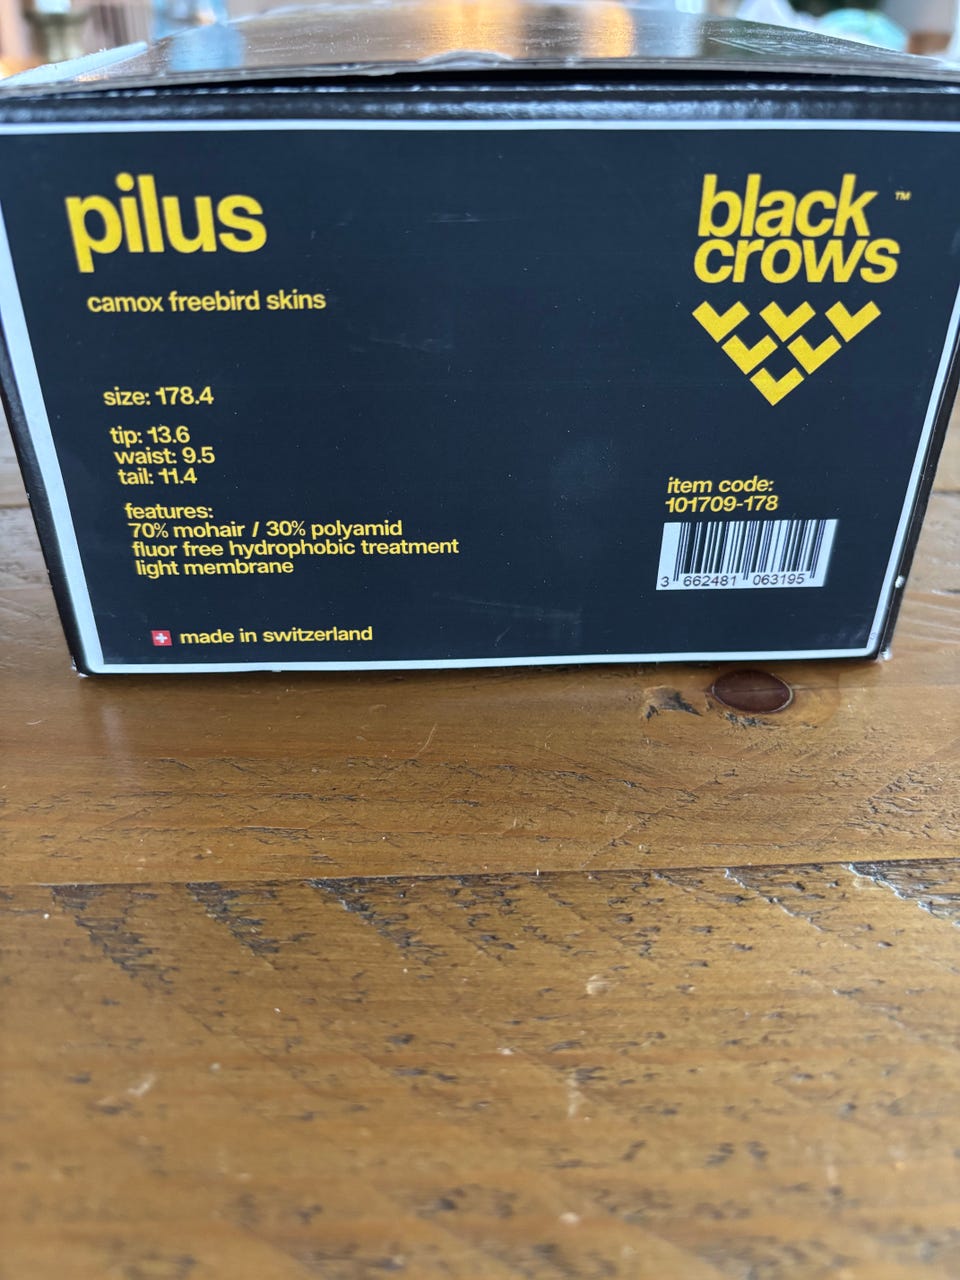 pilus
camox freebird skins
size: 178.4
tip: 13.6
waist: 9.5
tail: 11.4
features:
70% mohair / 30% polyamid
fluor free hydrophobic treatment
light membrane
made in switzerland
black
crows ™
item code:
101709-178
3 662481 063195